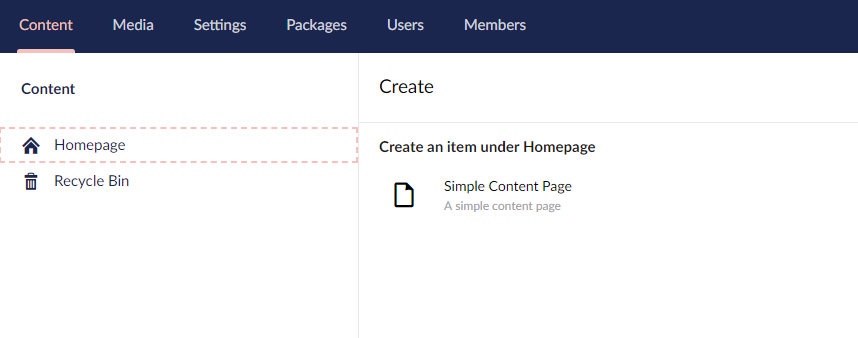 Content Media Settings Packages Users Members
Content
Homepage
Recycle Bin
Create
Create an item under Homepage
Simple Content Page
A simple content page